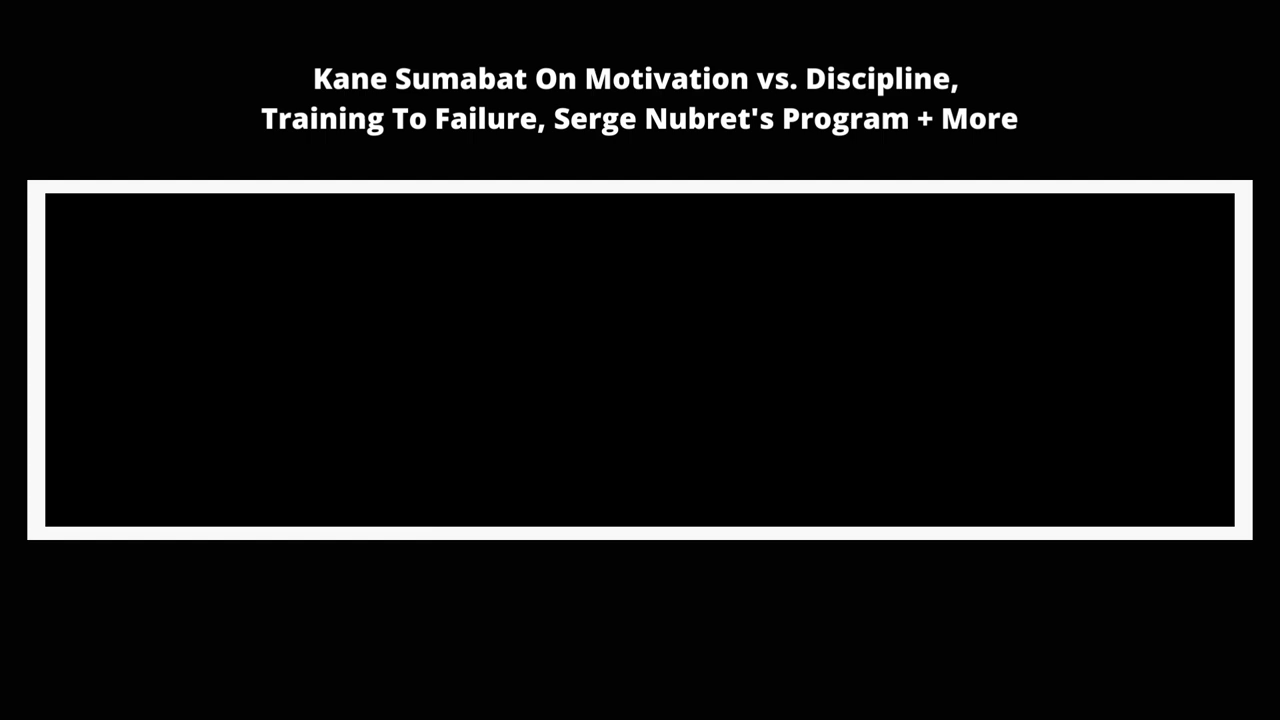 Kane Sumabat On Motivation vs. Discipline,
Training To Failure, Serge Nubret's Program + More